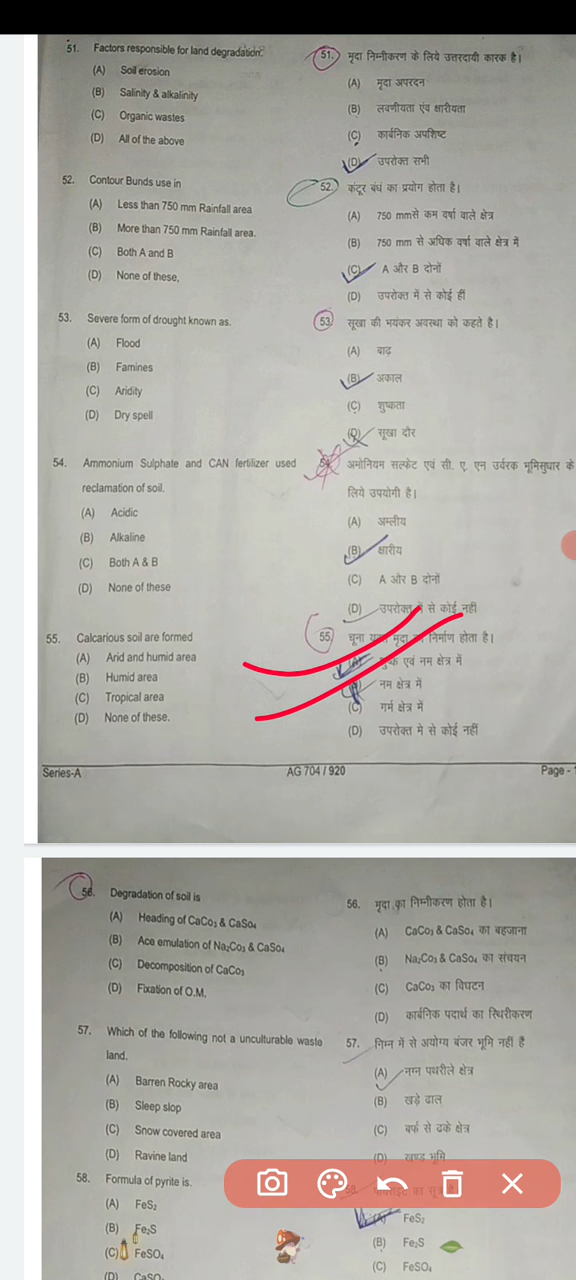 51. Factors responsible for land degradation.
(A) Soil erosion
(B) Salinity & alkalinity
(C) Organic wastes
(D) All of the above
51. मृदा निम्नीकरण के लिये उत्तरदायी कारक है।
(A) मृदा अपरदन
(B) लवणीयता एंव क्षारीयता
(C) कार्बनिक अपशिष्ट
(D) उपरोक्त सभी
52. Contour Bunds use in
(A) Less than 750 mm Rainfall area
(B) More than 750 mm Rainfall area.
(C) Both A and B
(D) None of these,
52. कंटूर बंध का प्रयोग होता है।
(A) 750 mmसे कम वर्षा वाले क्षेत्र
(B) 750 mm से अधिक वर्षा वाले क्षेत्र में
(C) A और B दोनों
(D) उपरोक्त में से कोई हीं
53. Severe form of drought known as.
(A) Flood
(B) Famines
(C) Aridity
(D) Dry spell
53. सूखा की भयंकर अवस्था को कहते है।
(A) बाढ़
(B) अकाल
(C) शुष्कता
(D) सूखा दौर
54. Ammonium Sulphate and CAN fertilizer used
reclamation of soil.
(A) Acidic
(B) Alkaline
(C) Both A & B
(D) None of these
अमोनियम सल्फेट एवं सी. ए. एन उर्वरक भूमिसुधार के
लिये उपयोगी है।
(A) अम्लीय
(B) क्षारीय
(C) A और B दोनों
(D) उपरोक्त में से कोई नहीं
55. Calcarious soil are formed
(A) Arid and humid area
(B) Humid area
(C) Tropical area
(D) None of these.
55. चूना मृदा निर्माण होता है।
एवं नम क्षेत्र में
नम क्षेत्र में
(C) गर्म क्षेत्र में
(D) उपरोक्त मे से कोई नहीं
Series-A AG 704 / 920 Page -
56. Degradation of soil is
(A) Heading of CaCo₃ & CaSo₄
(B) Ace emulation of Na₂Co₃ & CaSo₄
(C) Decomposition of CaCo₃
(D) Fixation of O.M.
56. मृदा का निम्नीकरण होता है।
(A) CaCo₃ & CaSo₄ का बहजाना
(B) Na₂Co₃ & CaSo₄ का संचयन
(C) CaCo₃ का विघटन
(D) कार्बनिक पदार्थ का स्थिरीकरण
57. Which of the following not a unculturable waste
land.
(A) Barren Rocky area
(B) Sleep slop
(C) Snow covered area
(D) Ravine land
57. निम्न में से अयोग्य बंजर भूमि नहीं है
(A) नग्न पथरीले क्षेत्र
(B) खड़े ढाल
(C) बर्फ से ढके क्षेत्र
(D) खण्ड भूमि
58. Formula of pyrite is.
(A) FeS₂
(B) Fe₂S
(C) FeSO₄
(D) CaSO₄
(A) FeS₂
(B) Fe₂S
(C) FeSO₄